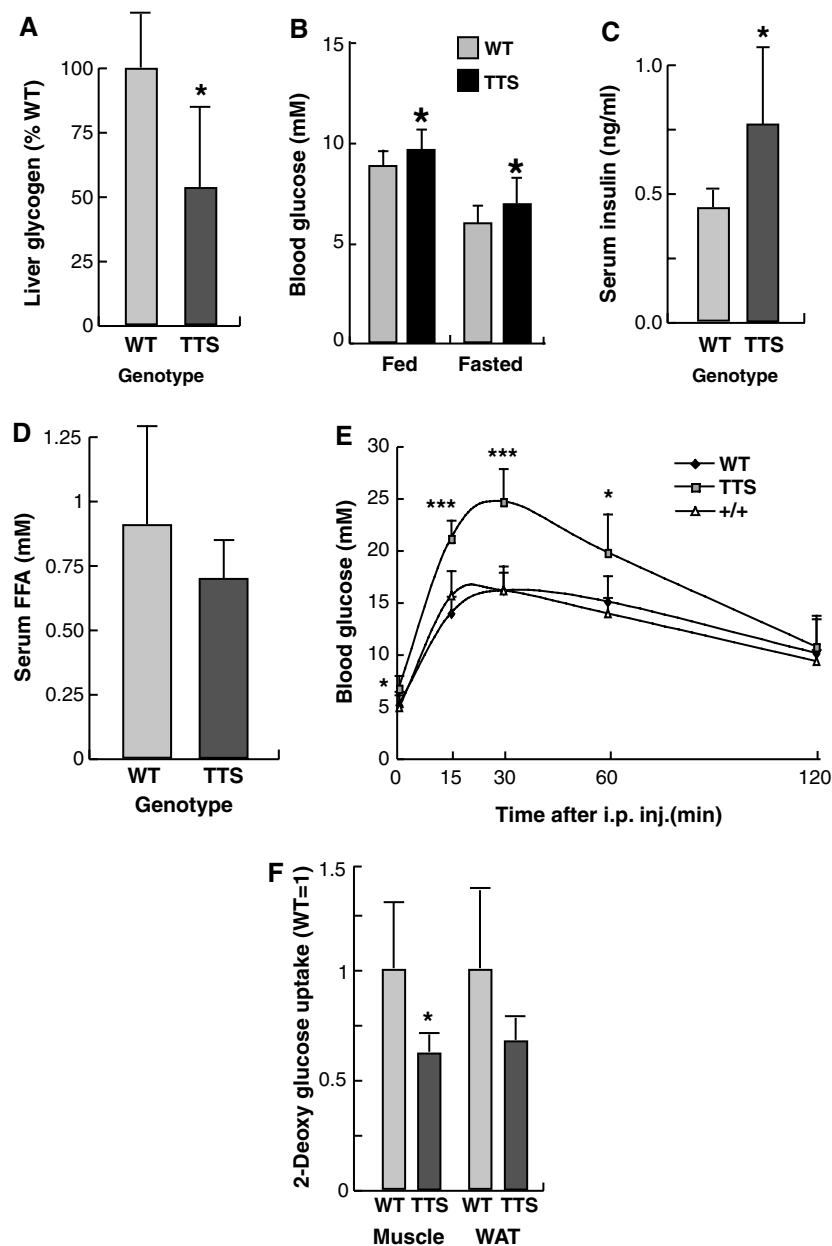 A
Liver glycogen (% WT)
100
75
50
25
0
*
WT TTS
Genotype
B
Blood glucose (mM)
15
10
5
0
WT
TTS
* *
Fed Fasted
C
Serum insulin (ng/ml)
1.0
0.5
0.0
*
WT TTS
Genotype
D
Serum FFA (mM)
1.25
1
0.75
0.50
0.25
0
WT TTS
Genotype
E
Blood glucose (mM)
30
25
20
15
10
5
0
* *** *** *
WT
TTS
+/+
0 15 30 60 120
Time after i.p. inj.(min)
F
2-Deoxy glucose uptake (WT=1)
1.5
1
0.5
0
*
WT TTS WT TTS
Muscle WAT